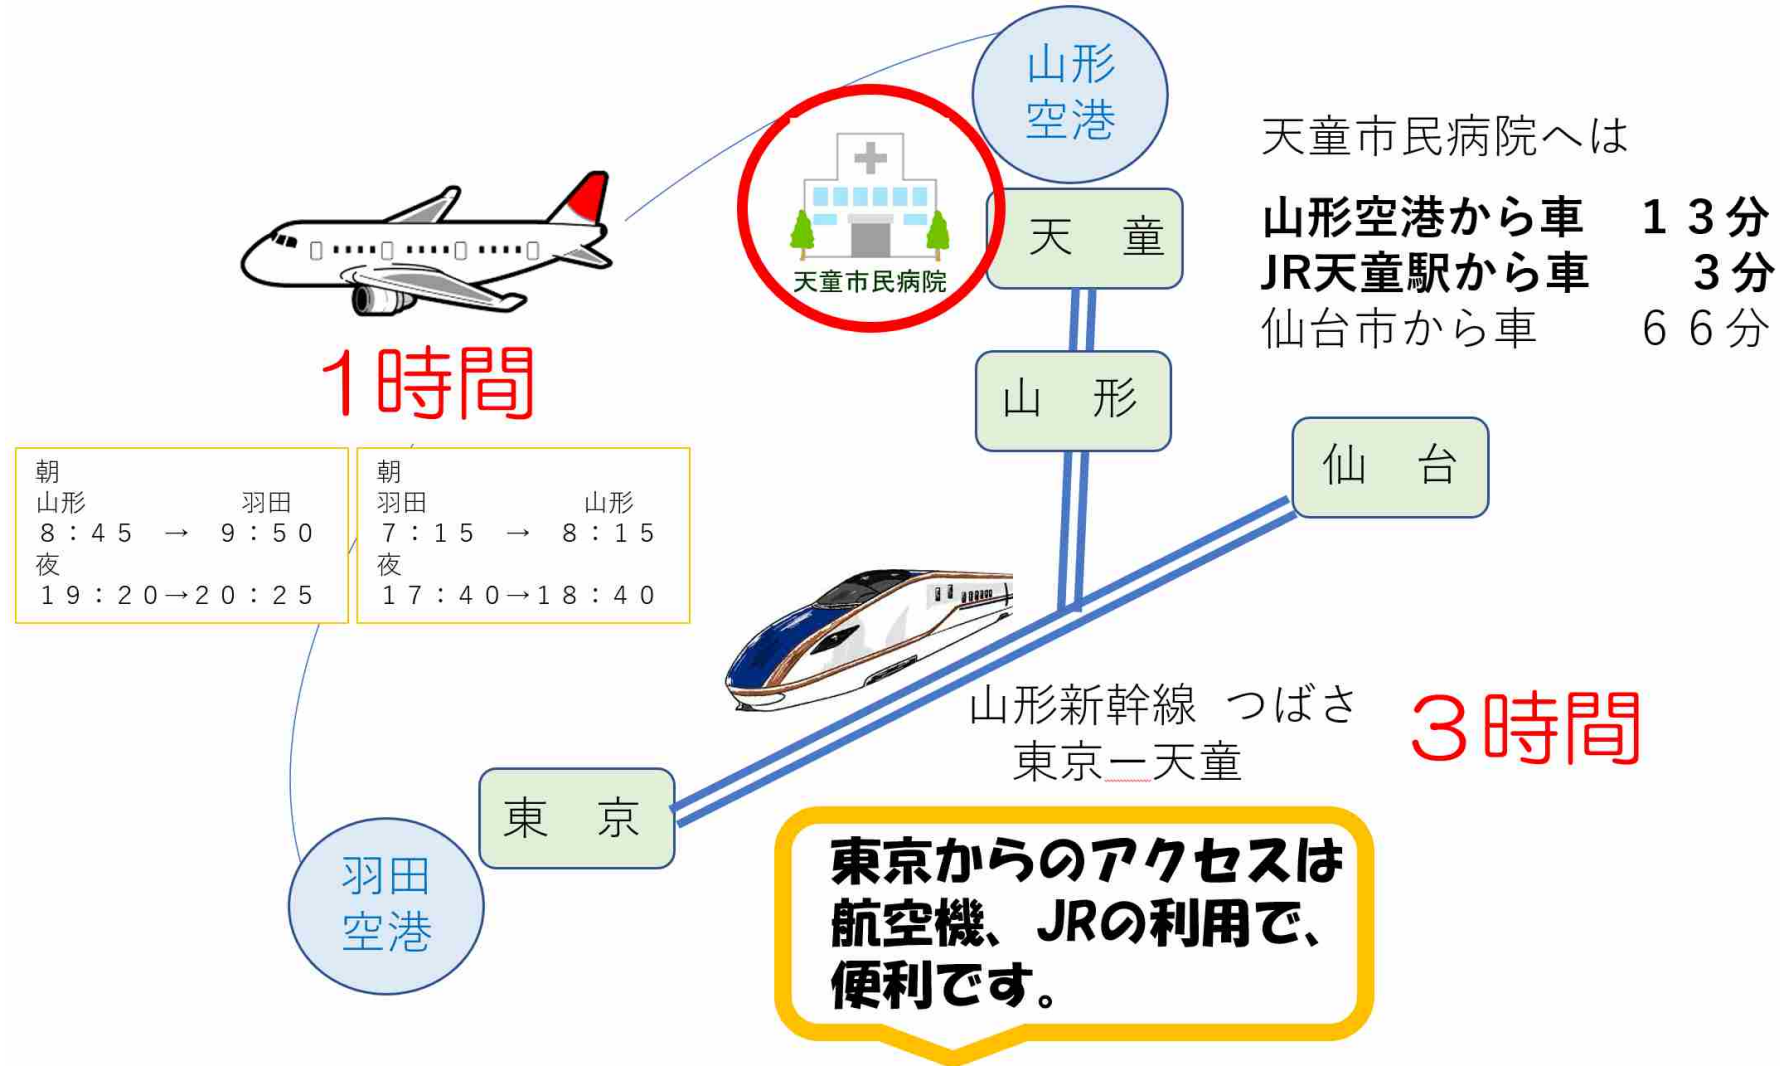 山形
空港
天童市民病院へは
山形空港から車　１３分
JR天童駅から車　　３分
仙台市から車　　６６分
天童市民病院
天　童
1時間
山　形
仙　台
朝
山形　　　　　　羽田
８：４５　→　９：５０
夜
１９：２０→２０：２５
朝
羽田　　　　　　山形
７：１５　→　８：１５
夜
１７：４０→１８：４０
山形新幹線　つばさ
東京ー天童
３時間
東　京
羽田
空港
東京からのアクセスは
航空機、JRの利用で、
便利です。